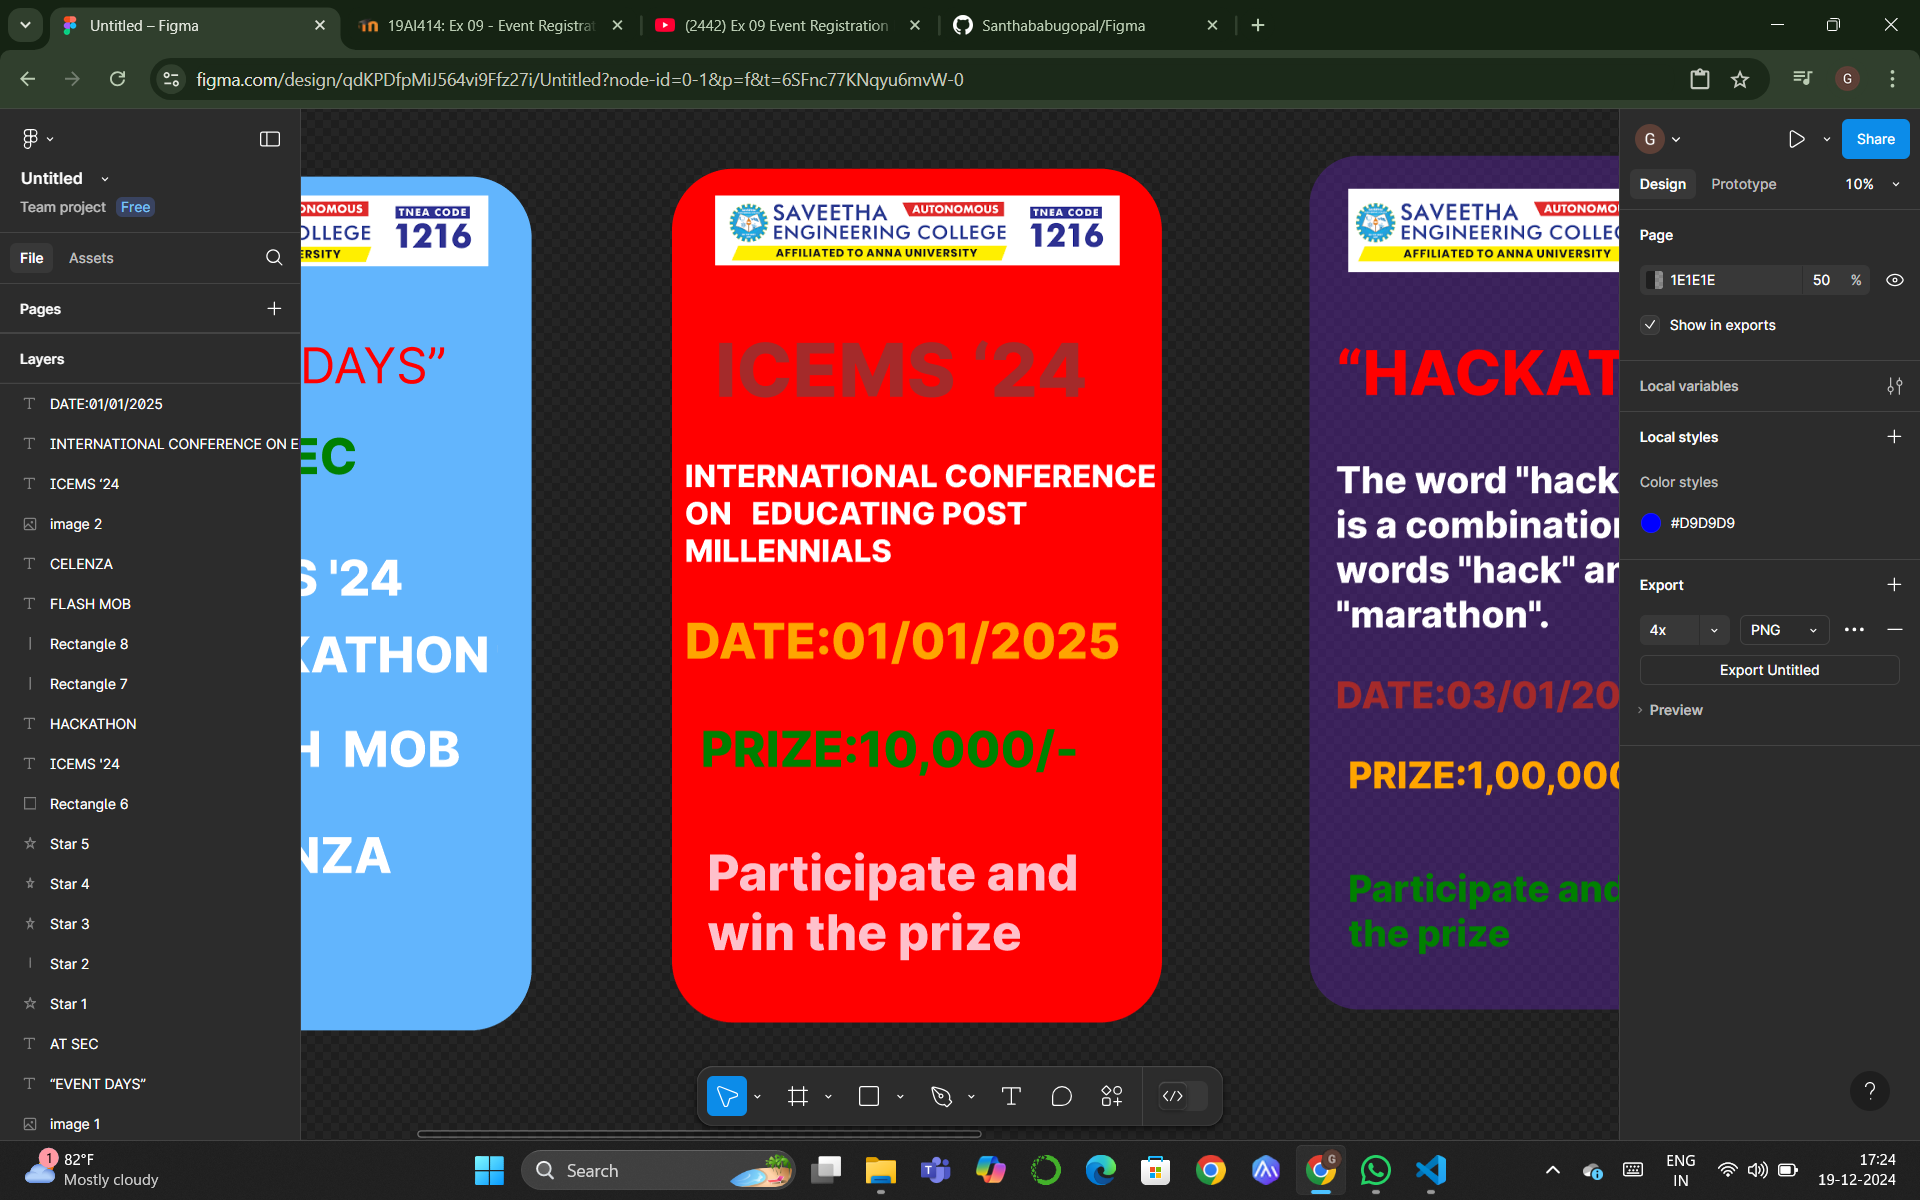 Untitled – Figma
19AI414: Ex 09 - Event Registrat
(2442) Ex 09 Event Registration
Santhababugopal/Figma
figma.com/design/qdKPDfpMiJ564vi9Ffz27i/Untitled?node-id=0-1&p=f&t=6SFnc77KNqyu6mvW-0
G
Untitled
Team project Free
File Assets
Pages
Layers
DATE:01/01/2025
INTERNATIONAL CONFERENCE ON E
ICEMS ‘24
image 2
CELENZA
FLASH MOB
Rectangle 8
Rectangle 7
HACKATHON
ICEMS '24
Rectangle 6
Star 5
Star 4
Star 3
Star 2
Star 1
AT SEC
“EVENT DAYS”
image 1
ONOMOUS
OLLEGE
ERSITY
TNEA CODE
1216
DAYS”
EC
S '24
KATHON
H MOB
NZA
SAVEETHA AUTONOMOUS
ENGINEERING COLLEGE
AFFILIATED TO ANNA UNIVERSITY
TNEA CODE
1216
ICEMS ‘24
INTERNATIONAL CONFERENCE
ON EDUCATING POST
MILLENNIALS
DATE:01/01/2025
PRIZE:10,000/-
Participate and
win the prize
SAVEETHA AUTONOMO
ENGINEERING COLLEG
AFFILIATED TO ANNA UNIVERSITY
“HACKAT
The word "hack
is a combination
words "hack" an
"marathon".
DATE:03/01/20
PRIZE:1,00,000
Participate and
the prize
G
Share
Design Prototype 10%
Page
1E1E1E 50 %
Show in exports
Local variables
Local styles
Color styles
#D9D9D9
Export
4x PNG
Export Untitled
Preview
?
1
82°F
Mostly cloudy
Search
G
ENG
IN
17:24
19-12-2024